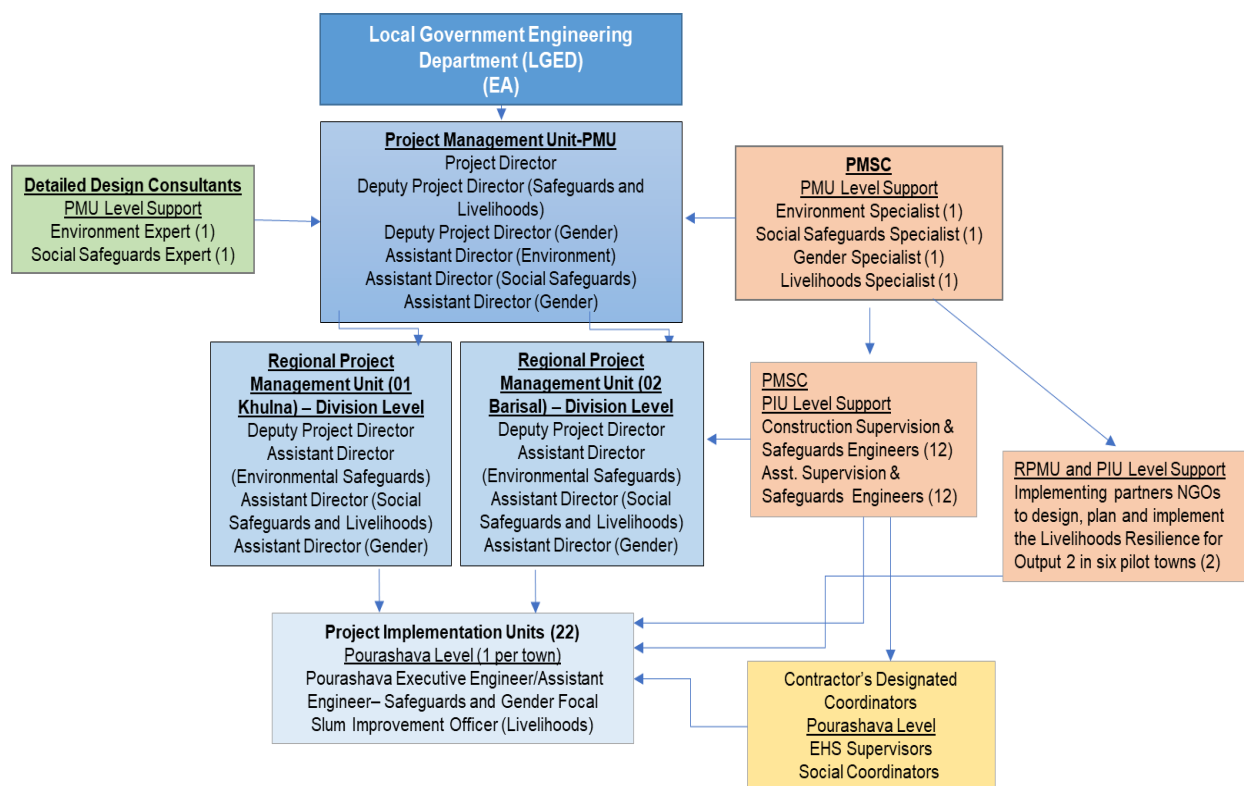 Local Government Engineering
Department (LGED)
(EA)
Project Management Unit-PMU
Project Director
Deputy Project Director (Safeguards and
Livelihoods)
Deputy Project Director (Gender)
Assistant Director (Environment)
Assistant Director (Social Safeguards)
Assistant Director (Gender)
Detailed Design Consultants
PMU Level Support
Environment Expert (1)
Social Safeguards Expert (1)
PMSC
PMU Level Support
Environment Specialist (1)
Social Safeguards Specialist (1)
Gender Specialist (1)
Livelihoods Specialist (1)
Regional Project
Management Unit (01
Khulna) – Division Level
Deputy Project Director
Assistant Director
(Environmental Safeguards)
Assistant Director (Social
Safeguards and Livelihoods)
Assistant Director (Gender)
Regional Project
Management Unit (02
Barisal) – Division Level
Deputy Project Director
Assistant Director
(Environmental Safeguards)
Assistant Director (Social
Safeguards and Livelihoods)
Assistant Director (Gender)
PMSC
PIU Level Support
Construction Supervision &
Safeguards Engineers (12)
Asst. Supervision &
Safeguards Engineers (12)
RPMU and PIU Level Support
Implementing partners NGOs
to design, plan and implement
the Livelihoods Resilience for
Output 2 in six pilot towns (2)
Project Implementation Units (22)
Pourashava Level (1 per town)
Pourashava Executive Engineer/Assistant
Engineer– Safeguards and Gender Focal
Slum Improvement Officer (Livelihoods)
Contractor’s Designated
Coordinators
Pourashava Level
EHS Supervisors
Social Coordinators